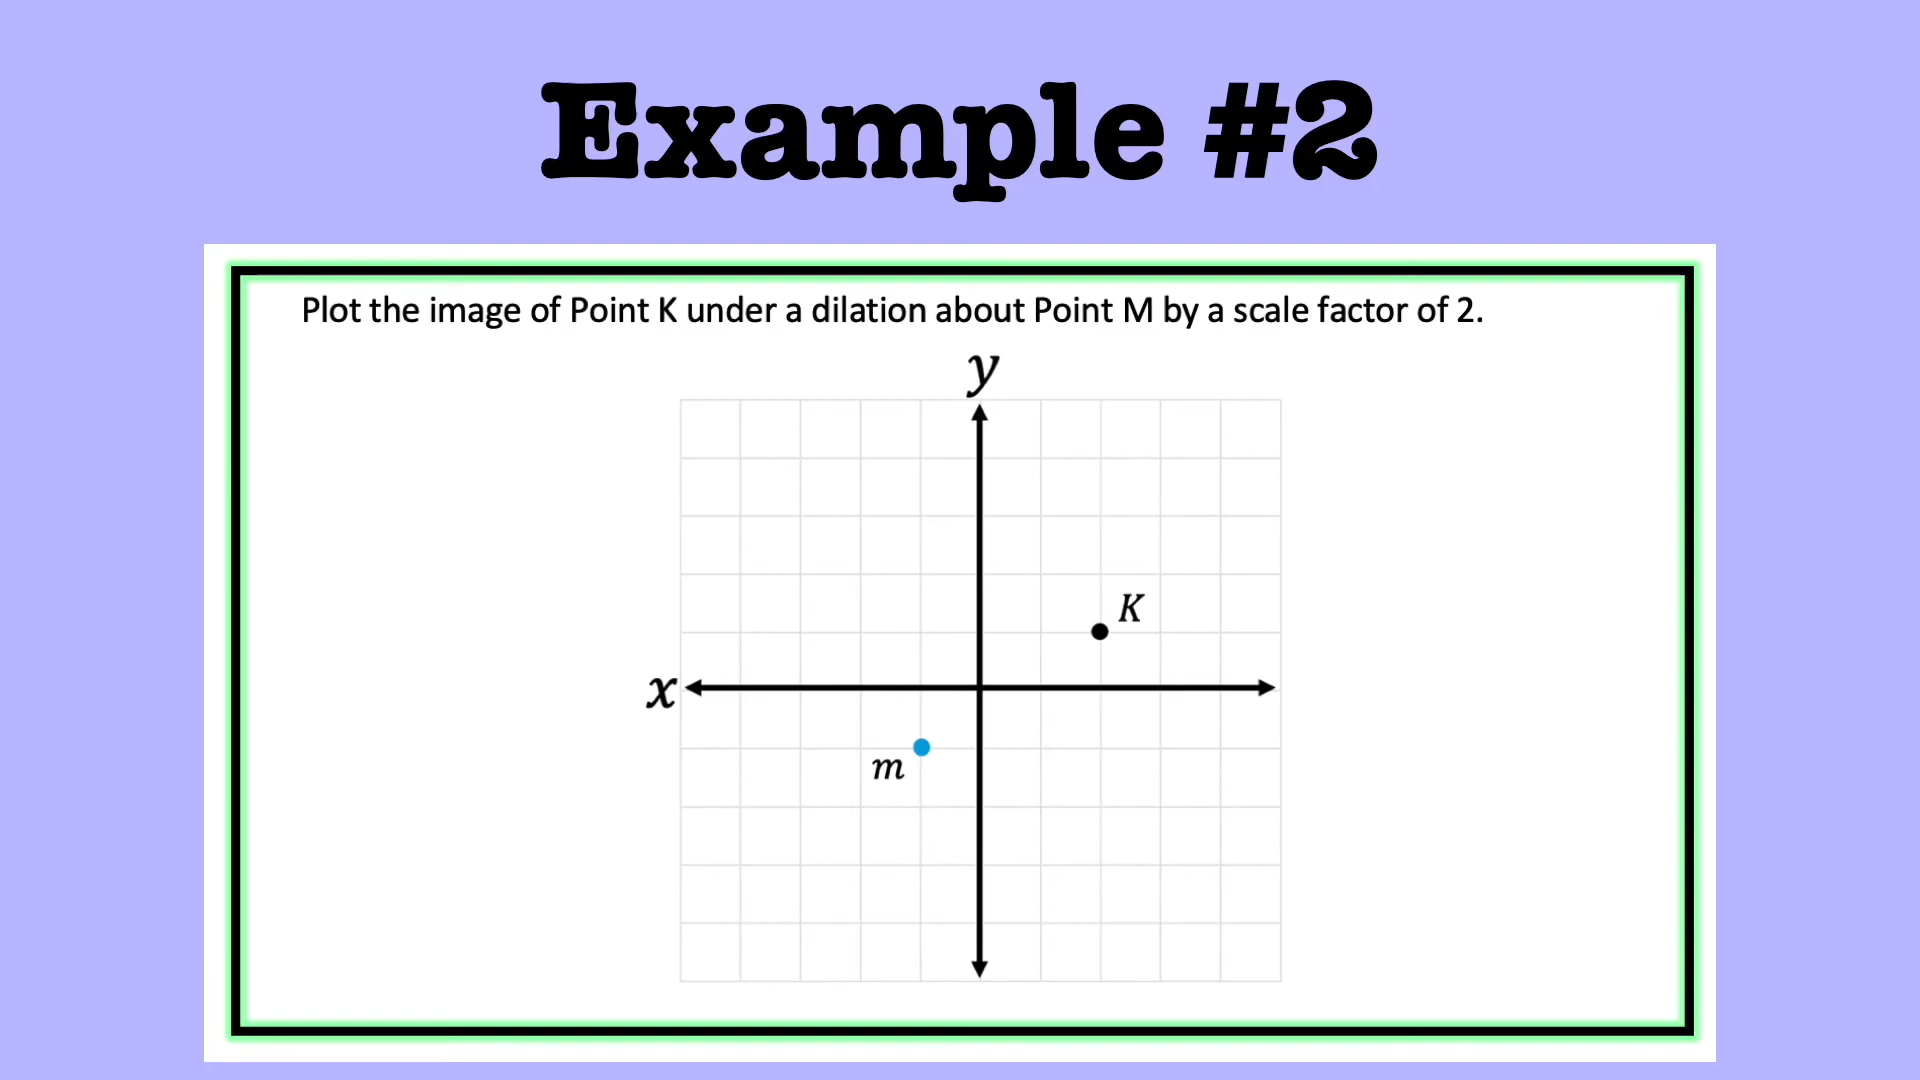 Example #2
Plot the image of Point K under a dilation about Point M by a scale factor of 2.
y
K
x
m